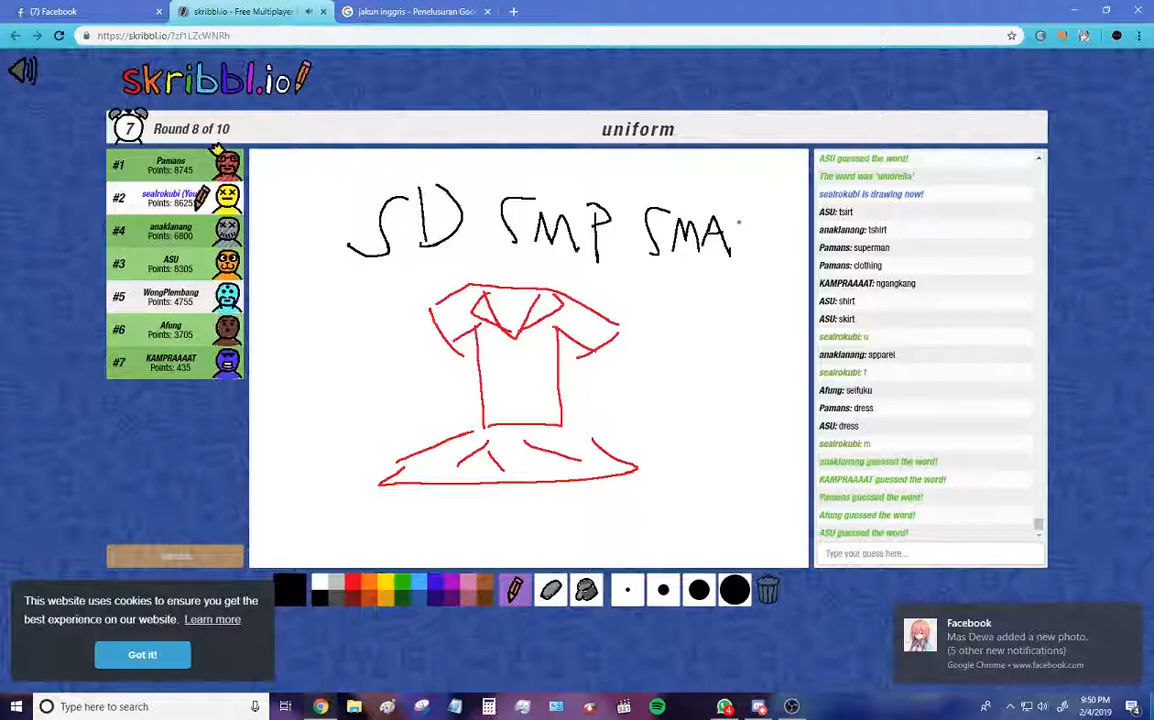 Facebook
skribbl.io - Free Multiplayer
jakun inggris - Penelusuran Goo
https://skribbl.io/?zf1LZcWNRh
skribbl.io
7
Round 8 of 10
uniform
#1
Pamans
Points: 8745
#2
sealrokubi (You
Points: 8625
#4
anaklanang
Points: 6800
#3
ASU
Points: 8305
#5
WongPlembang
Points: 4755
#6
Afung
Points: 3705
#7
KAMPRAAAAT
Points: 435
SD SMP SMA
ASU guessed the word!
The word was 'umbrella'
sealrokubi is drawing now!
ASU: tsirt
anaklanang: tshirt
Pamans: superman
Pamans: clothing
KAMPRAAAAT: ngangkang
ASU: shirt
ASU: skirt
sealrokubi: u
anaklanang: apparel
sealrokubi: f
Afung: seifuku
Pamans: dress
ASU: dress
sealrokubi: m
anaklanang guessed the word!
KAMPRAAAAT guessed the word!
Pamans guessed the word!
Afung guessed the word!
ASU guessed the word!
Type your guess here...
This website uses cookies to ensure you get the
best experience on our website. Learn more
Got it!
Facebook
Mas Dewa added a new photo.
(5 other new notifications)
Google Chrome • www.facebook.com
Type here to search
4
9:50 PM
2/4/2019